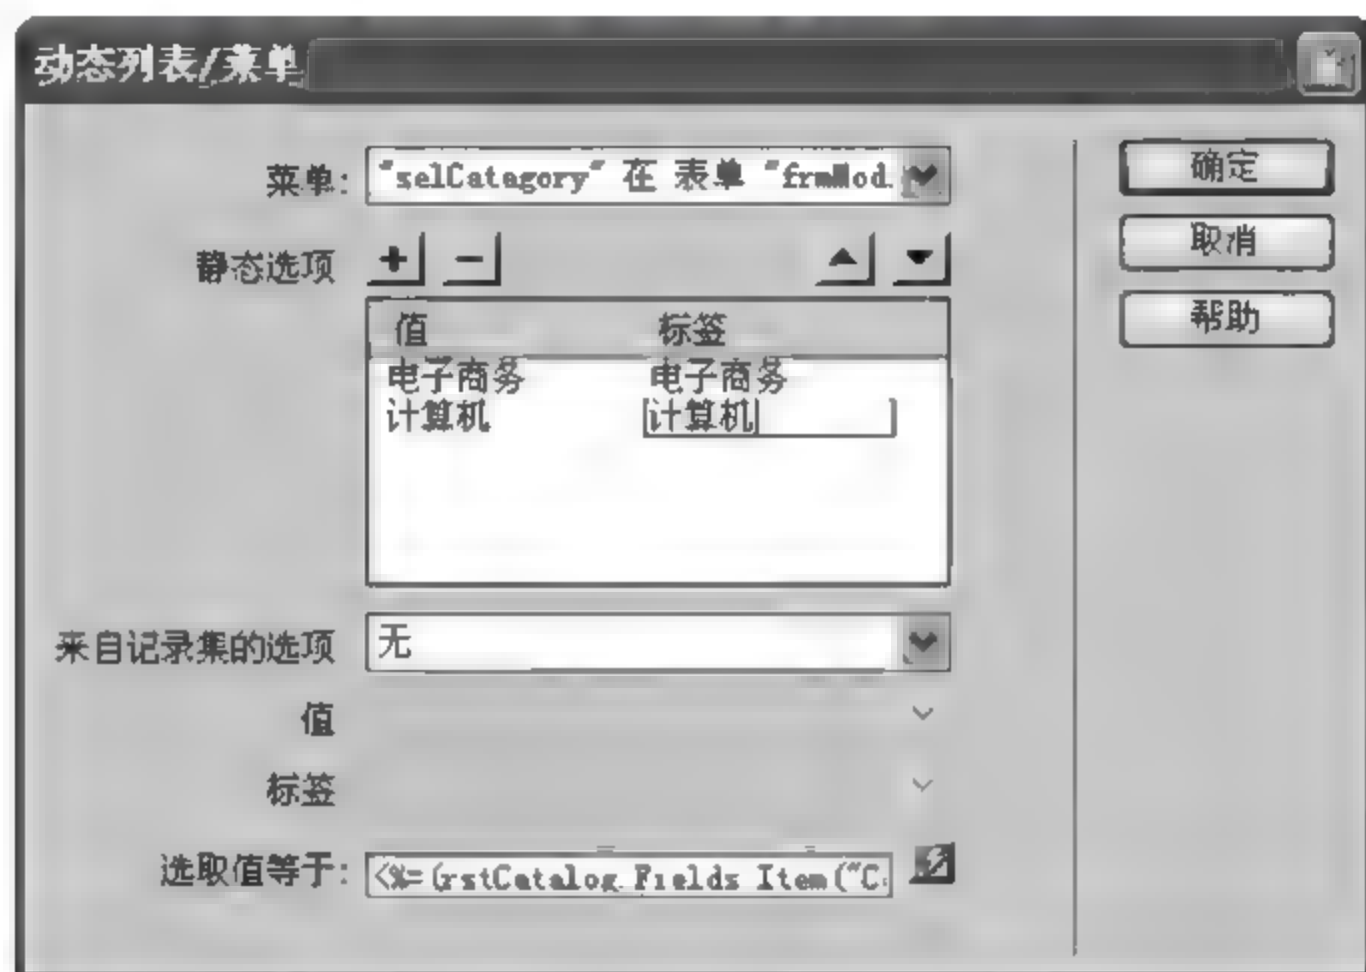 动态列表/菜单
菜单: "selCatagory" 在 表单 "frmMod
确定
静态选项
取消
值 标签
帮助
电子商务 电子商务
计算机 计算机
来自记录集的选项 无
值
标签
选取值等于: <%=(rstCatalog.Fields.Item("C